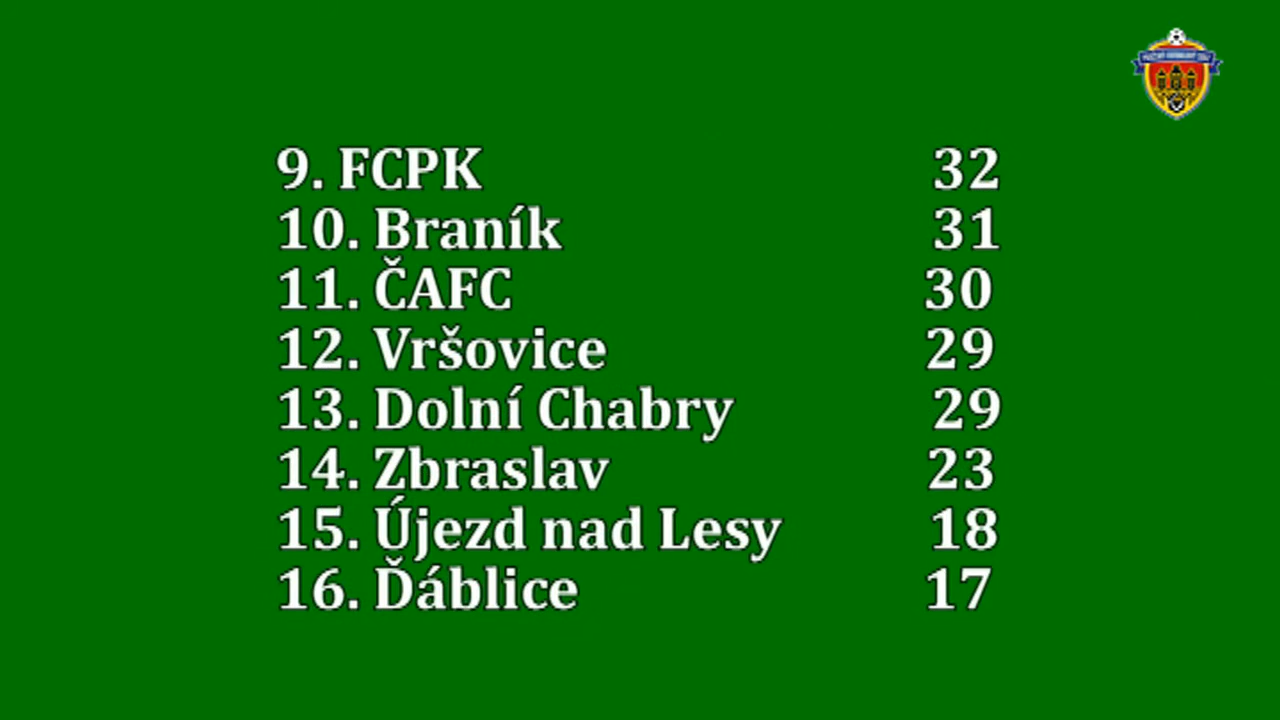 9. FCPK 32
10. Braník 31
11. ČAFC 30
12. Vršovice 29
13. Dolní Chabry 29
14. Zbraslav 23
15. Újezd nad Lesy 18
16. Ďáblice 17